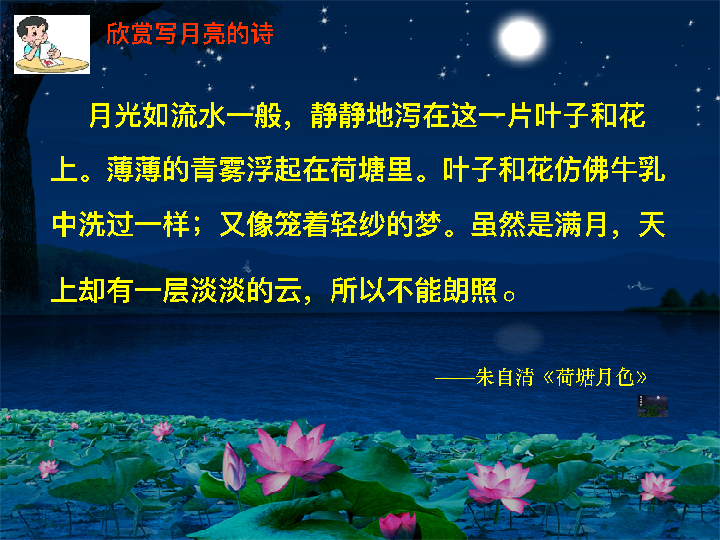 欣赏写月亮的诗
月光如流水一般，静静地泻在这一片叶子和花
上。薄薄的青雾浮起在荷塘里。叶子和花仿佛牛乳
中洗过一样；又像笼着轻纱的梦。虽然是满月，天
上却有一层淡淡的云，所以不能朗照。
——朱自清《荷塘月色》